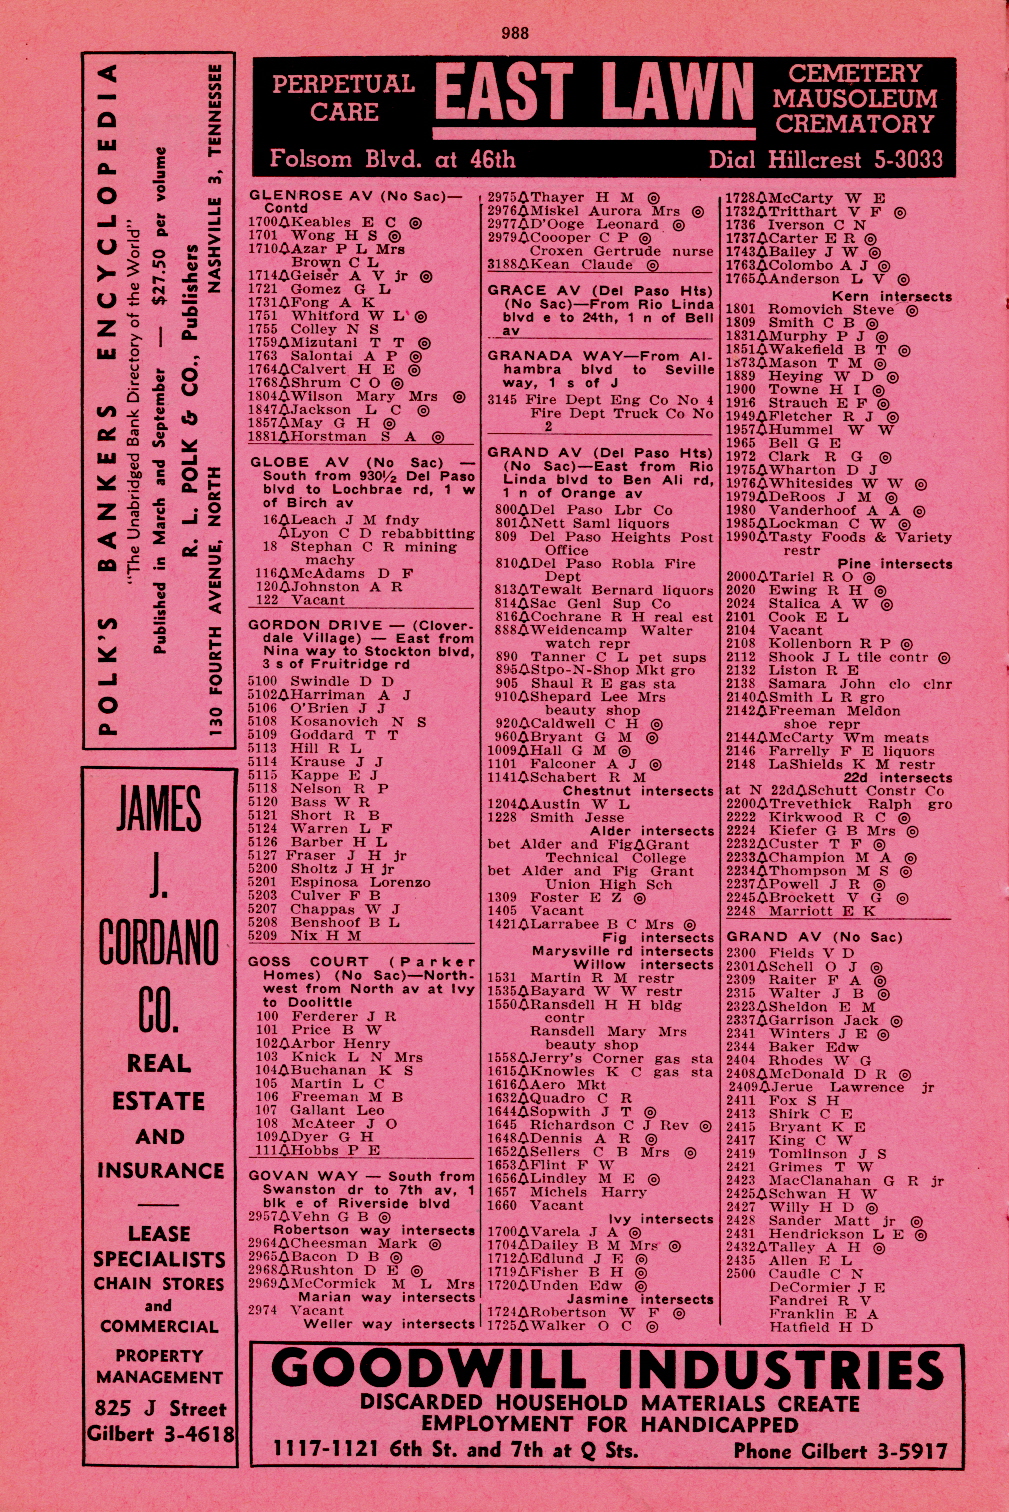 988
POLK'S BANKERS ENCYCLOPEDIA
"The Unabridged Bank Directory of the World"
Published in March and September — $27.50 per volume
R. L. POLK & CO., Publishers
130 FOURTH AVENUE, NORTH NASHVILLE 3, TENNESSEE
JAMES
J.
CORDANO
CO.
REAL
ESTATE
AND
INSURANCE
LEASE
SPECIALISTS
CHAIN STORES
and
COMMERCIAL
PROPERTY
MANAGEMENT
825 J Street
Gilbert 3-4618
PERPETUAL
CARE
EAST LAWN
CEMETERY
MAUSOLEUM
CREMATORY
Folsom Blvd. at 46th Dial Hillcrest 5-3033
GLENROSE AV (No Sac)—
Contd
1700△Keables E C ◎
1701 Wong H S ◎
1710△Azar P L Mrs
Brown C L
1714△Geiser A V jr ◎
1721 Gomez G L
1731△Fong A K
1751 Whitford W L ◎
1755 Colley N S
1759△Mizutani T T ◎
1763 Salontai A P ◎
1764△Calvert H E ◎
1768△Shrum C O ◎
1804△Wilson Mary Mrs ◎
1847△Jackson L C ◎
1857△May G H ◎
1881△Horstman S A ◎
GLOBE AV (No Sac) —
South from 930½ Del Paso
blvd to Lochbrae rd, 1 w
of Birch av
16△Leach J M fndy
△Lyon C D rebabbitting
18 Stephan C R mining
machy
116△McAdams D F
120△Johnston A R
122 Vacant
GORDON DRIVE — (Clover-
dale Village) — East from
Nina way to Stockton blvd,
3 s of Fruitridge rd
5100 Swindle D D
5102△Harriman A J
5106 O'Brien J J
5108 Kosanovich N S
5109 Goddard T T
5113 Hill R L
5114 Krause J J
5115 Kappe E J
5118 Nelson R P
5120 Bass W R
5121 Short R B
5124 Warren L F
5126 Barber H L
5127 Fraser J H jr
5200 Sholtz J H jr
5201 Espinosa Lorenzo
5203 Culver F B
5207 Chappas W J
5208 Benshoof B L
5209 Nix H M
GOSS COURT (Parker
Homes) (No Sac)—North-
west from North av at Ivy
to Doolittle
100 Ferderer J R
101 Price B W
102△Arbor Henry
103 Knick L N Mrs
104△Buchanan K S
105 Martin L C
106 Freeman M B
107 Gallant Leo
108 McAteer J O
109△Dyer G H
111△Hobbs P E
GOVAN WAY — South from
Swanston dr to 7th av, 1
blk e of Riverside blvd
2957△Vehn G B ◎
Robertson way intersects
2964△Cheesman Mark ◎
2965△Bacon D B ◎
2968△Rushton D E ◎
2969△McCormick M L Mrs
Marian way intersects
2974 Vacant
Weller way intersects
2975△Thayer H M ◎
2976△Miskel Aurora Mrs ◎
2977△D'Ooge Leonard ◎
2979△Coooper C P ◎
Croxen Gertrude nurse
3188△Kean Claude ◎
GRACE AV (Del Paso Hts)
(No Sac)—From Rio Linda
blvd e to 24th, 1 n of Bell
av
GRANADA WAY—From Al-
hambra blvd to Seville
way, 1 s of J
3145 Fire Dept Eng Co No 4
Fire Dept Truck Co No
2
GRAND AV (Del Paso Hts)
(No Sac)—East from Rio
Linda blvd to Ben Ali rd,
1 n of Orange av
800△Del Paso Lbr Co
801△Nett Saml liquors
809 Del Paso Heights Post
Office
810△Del Paso Robla Fire
Dept
813△Tewalt Bernard liquors
814△Sac Genl Sup Co
816△Cochrane R H real est
888△Weidencamp Walter
watch repr
890 Tanner C L pet sups
895△Stpo-N-Shop Mkt gro
905 Shaul R E gas sta
910△Shepard Lee Mrs
beauty shop
920△Caldwell C H ◎
960△Bryant G M ◎
1009△Hall G M ◎
1101 Falconer A J ◎
1141△Schabert R M
Chestnut intersects
1204△Austin W L
1228 Smith Jesse
Alder intersects
bet Alder and Fig△Grant
Technical College
bet Alder and Fig Grant
Union High Sch
1309 Foster E Z ◎
1405 Vacant
1421△Larrabee B C Mrs ◎
Fig intersects
Marysville rd intersects
Willow intersects
1531 Martin R M restr
1535△Bayard W W restr
1550△Ransdell H H bldg
contr
Ransdell Mary Mrs
beauty shop
1558△Jerry's Corner gas sta
1615△Knowles K C gas sta
1616△Aero Mkt
1632△Quadro C R
1644△Sopwith J T ◎
1645 Richardson C J Rev ◎
1648△Dennis A R ◎
1652△Sellers C B Mrs ◎
1653△Flint F W
1656△Lindley M E ◎
1657 Michels Harry
1660 Vacant
Ivy intersects
1700△Varela J A ◎
1704△Dailey B M Mrs ◎
1712△Edlund J E ◎
1719△Fisher B H ◎
1720△Unden Edw ◎
Jasmine intersects
1724△Robertson W F ◎
1725△Walker O C ◎
1728△McCarty W E
1732△Tritthart V F ◎
1736 Iverson C N
1737△Carter E R ◎
1743△Bailey J W ◎
1763△Colombo A J ◎
1765△Anderson L V ◎
Kern intersects
1801 Romovich Steve ◎
1809 Smith C B ◎
1831△Murphy P J ◎
1851△Wakefield B T ◎
1873△Mason T M ◎
1889 Heying W D ◎
1900 Towne H I ◎
1916 Strauch E F ◎
1949△Fletcher R J ◎
1957△Hummel W W
1965 Bell G E
1972 Clark R G ◎
1975△Wharton D J
1976△Whitesides W W ◎
1979△DeRoos J M ◎
1980 Vanderhoof A A ◎
1985△Lockman C W ◎
1990△Tasty Foods & Variety
restr
Pine intersects
2000△Tariel R O ◎
2020 Ewing R H ◎
2024 Stalica A W ◎
2101 Cook E L
2104 Vacant
2108 Kollenborn R P ◎
2112 Shook J L tile contr ◎
2132 Liston R E
2138 Samara John clo clnr
2140△Smith L R gro
2142△Freeman Meldon
shoe repr
2144△McCarty Wm meats
2146 Farrelly F E liquors
2148 LaShields K M restr
22d intersects
at N 22d△Schutt Constr Co
2200△Trevethick Ralph gro
2222 Kirkwood R C ◎
2224 Kiefer G B Mrs ◎
2232△Custer T F ◎
2233△Champion M A ◎
2234△Thompson M S ◎
2237△Powell J R ◎
2245△Brockett V G ◎
2248 Marriott E K
GRAND AV (No Sac)
2300 Fields V D
2301△Schell O J ◎
2309 Raiter F A ◎
2315 Walter J B ◎
2323△Sheldon E M
2337△Garrison Jack ◎
2341 Winters J E ◎
2344 Baker Edw
2404 Rhodes W G
2408△McDonald D R ◎
2409△Jerue Lawrence jr
2411 Fox S H
2413 Shirk C E
2415 Bryant K E
2417 King C W
2419 Tomlinson J S
2421 Grimes T W
2423 MacClanahan G R jr
2425△Schwan H W
2427 Willy H D ◎
2428 Sander Matt jr ◎
2431 Hendrickson L E ◎
2432△Talley A H ◎
2435 Allen E L
2500 Caudle C N
DeCormier J E
Fandrei R V
Franklin E A
Hatfield H D
GOODWILL INDUSTRIES
DISCARDED HOUSEHOLD MATERIALS CREATE
EMPLOYMENT FOR HANDICAPPED
1117-1121 6th St. and 7th at Q Sts. Phone Gilbert 3-5917